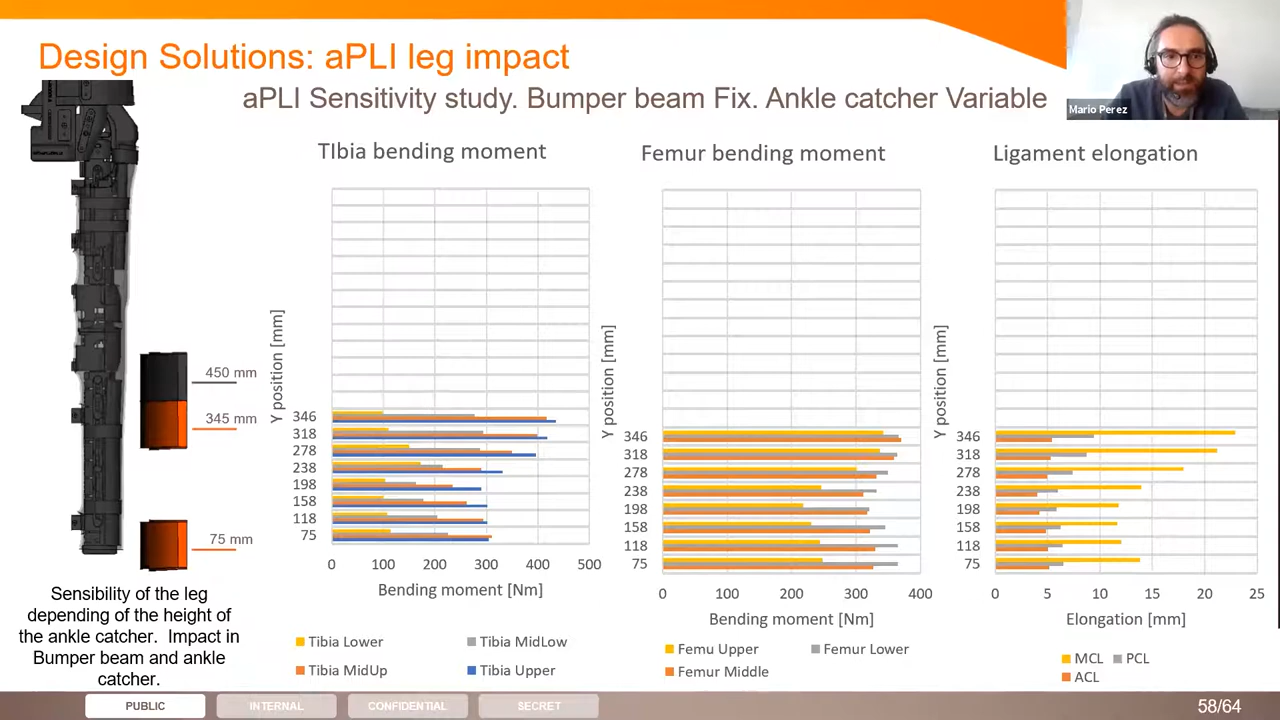 Design Solutions: aPLI leg impact
aPLI Sensitivity study. Bumper beam Fix. Ankle catcher Variable
Mario Perez
450 mm
345 mm
75 mm
Sensibility of the leg
depending of the height of
the ankle catcher. Impact in
Bumper beam and ankle
catcher.
TIbia bending moment
Y position [mm]
346
318
278
238
198
158
118
75
0 100 200 300 400 500
Bending moment [Nm]
Tibia Lower Tibia MidLow
Tibia MidUp Tibia Upper
Femur bending moment
Y position [mm]
346
318
278
238
198
158
118
75
0 100 200 300 400
Bending moment [Nm]
Femu Upper Femur Lower
Femur Middle
Ligament elongation
Y position [mm]
346
318
278
238
198
158
118
75
0 5 10 15 20 25
Elongation [mm]
MCL PCL
ACL
PUBLIC INTERNAL CONFIDENTIAL SECRET
58/64